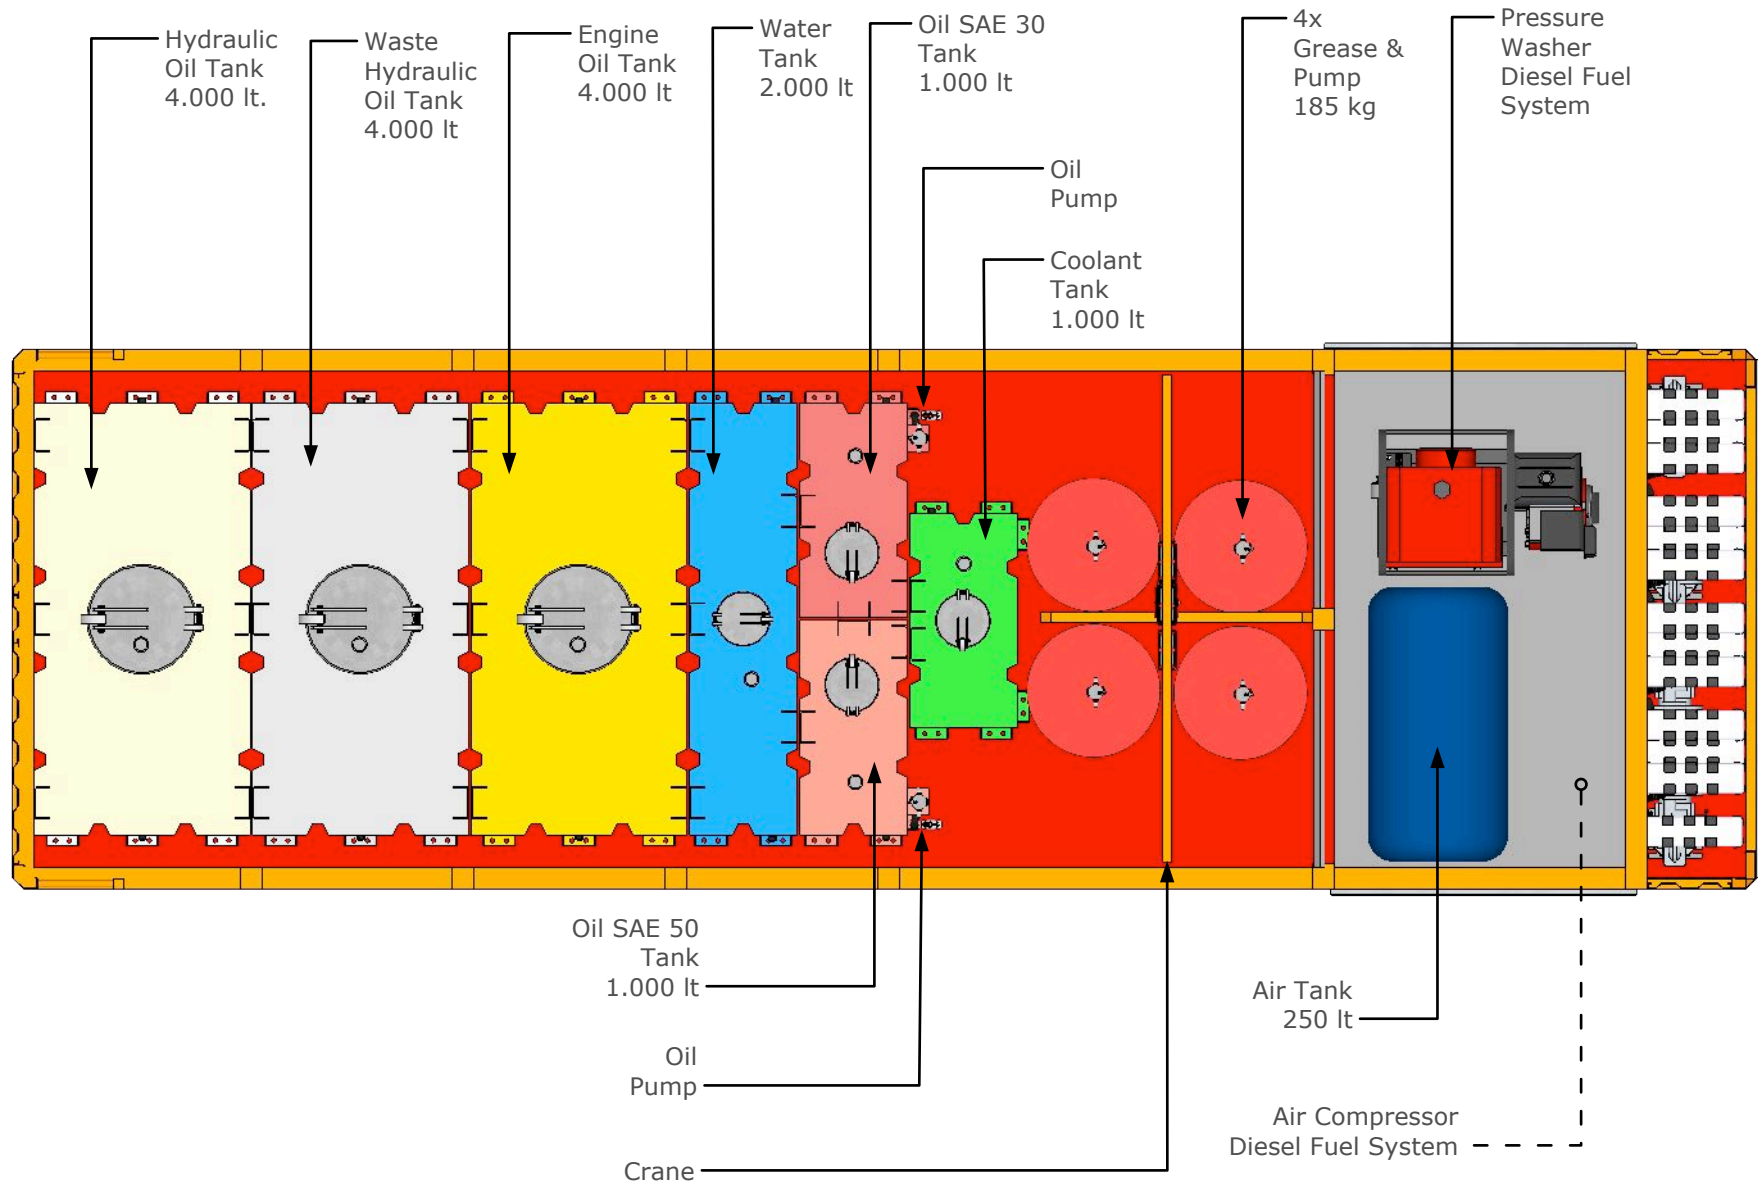 Hydraulic
Oil Tank
4.000 lt.
Waste
Hydraulic
Oil Tank
4.000 lt
Engine
Oil Tank
4.000 lt
Water
Tank
2.000 lt
Oil SAE 30
Tank
1.000 lt
4x
Grease &
Pump
185 kg
Pressure
Washer
Diesel Fuel
System
Oil
Pump
Coolant
Tank
1.000 lt
Oil SAE 50
Tank
1.000 lt
Oil
Pump
Crane
Air Tank
250 lt
Air Compressor
Diesel Fuel System